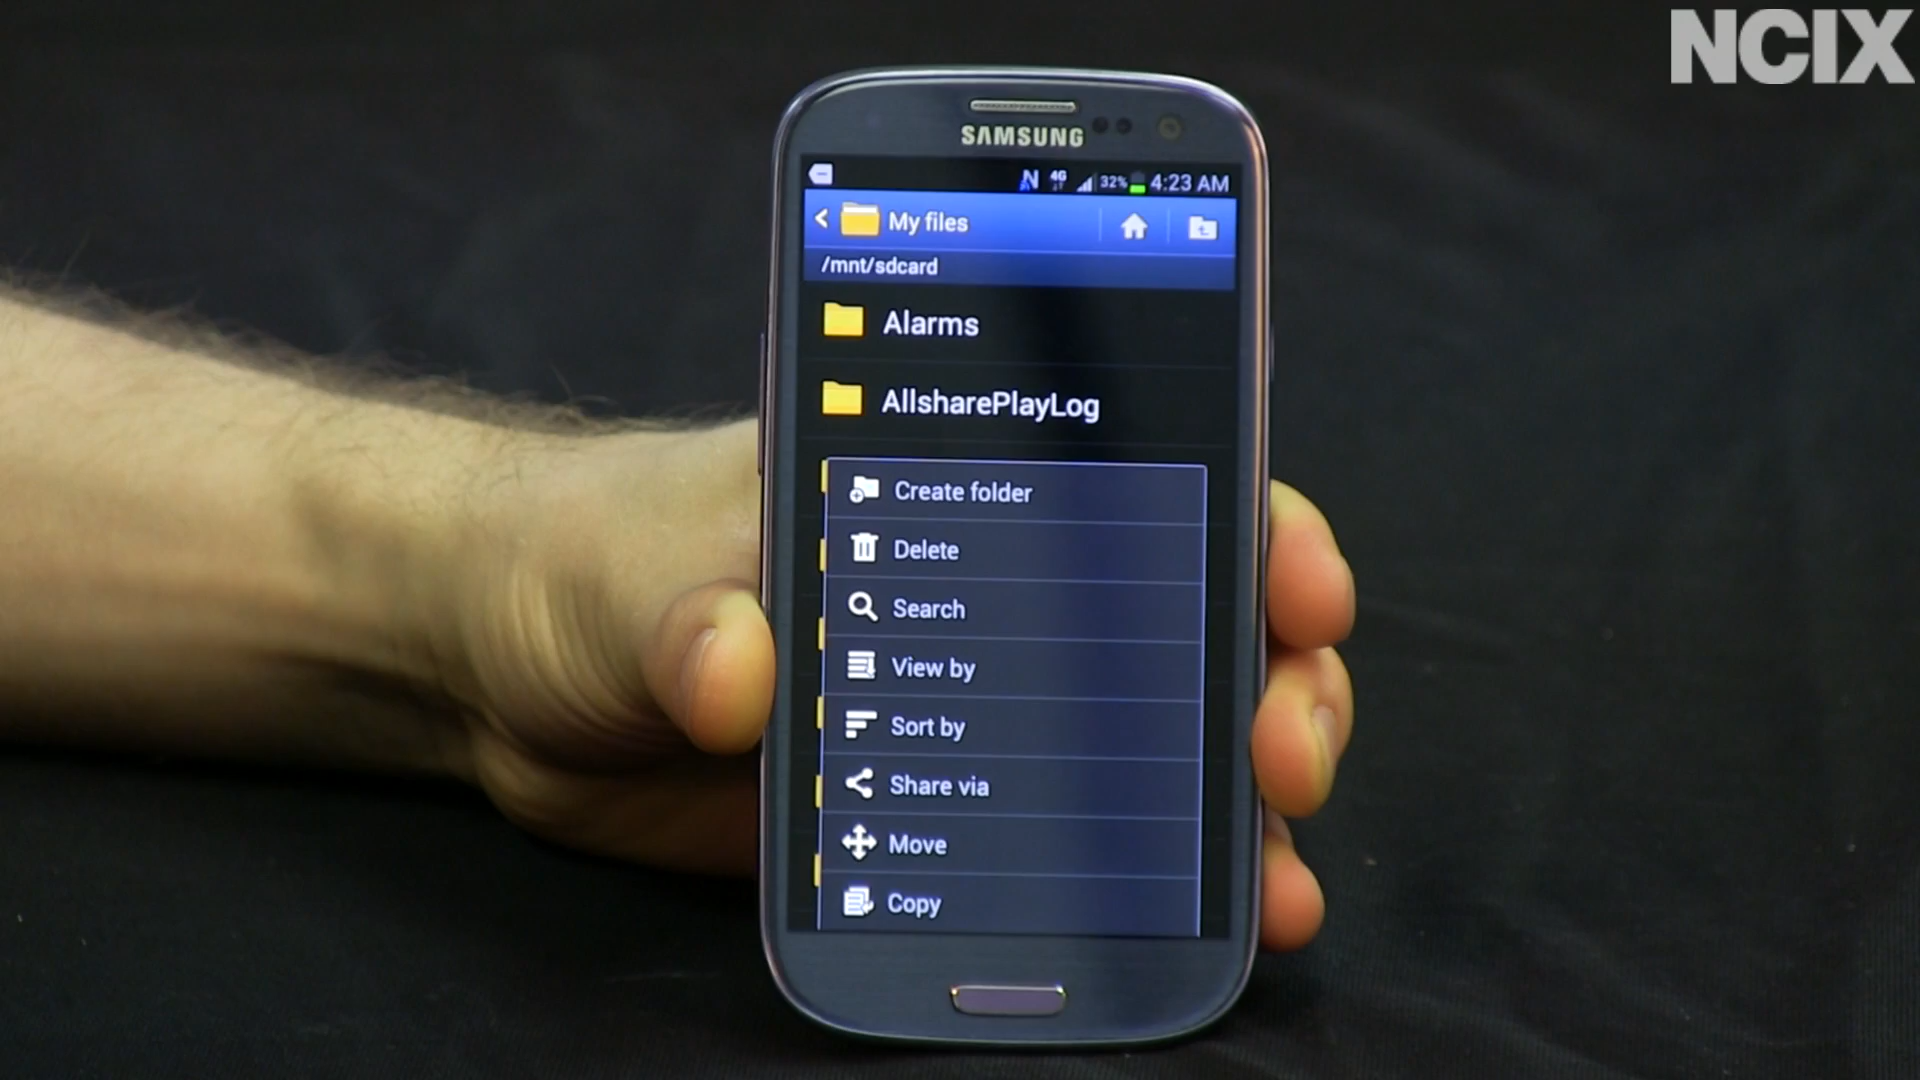 NCIX
SAMSUNG
4G 32% 4:23 AM
My files
/mnt/sdcard
Alarms
AllsharePlayLog
Create folder
Delete
Search
View by
Sort by
Share via
Move
Copy